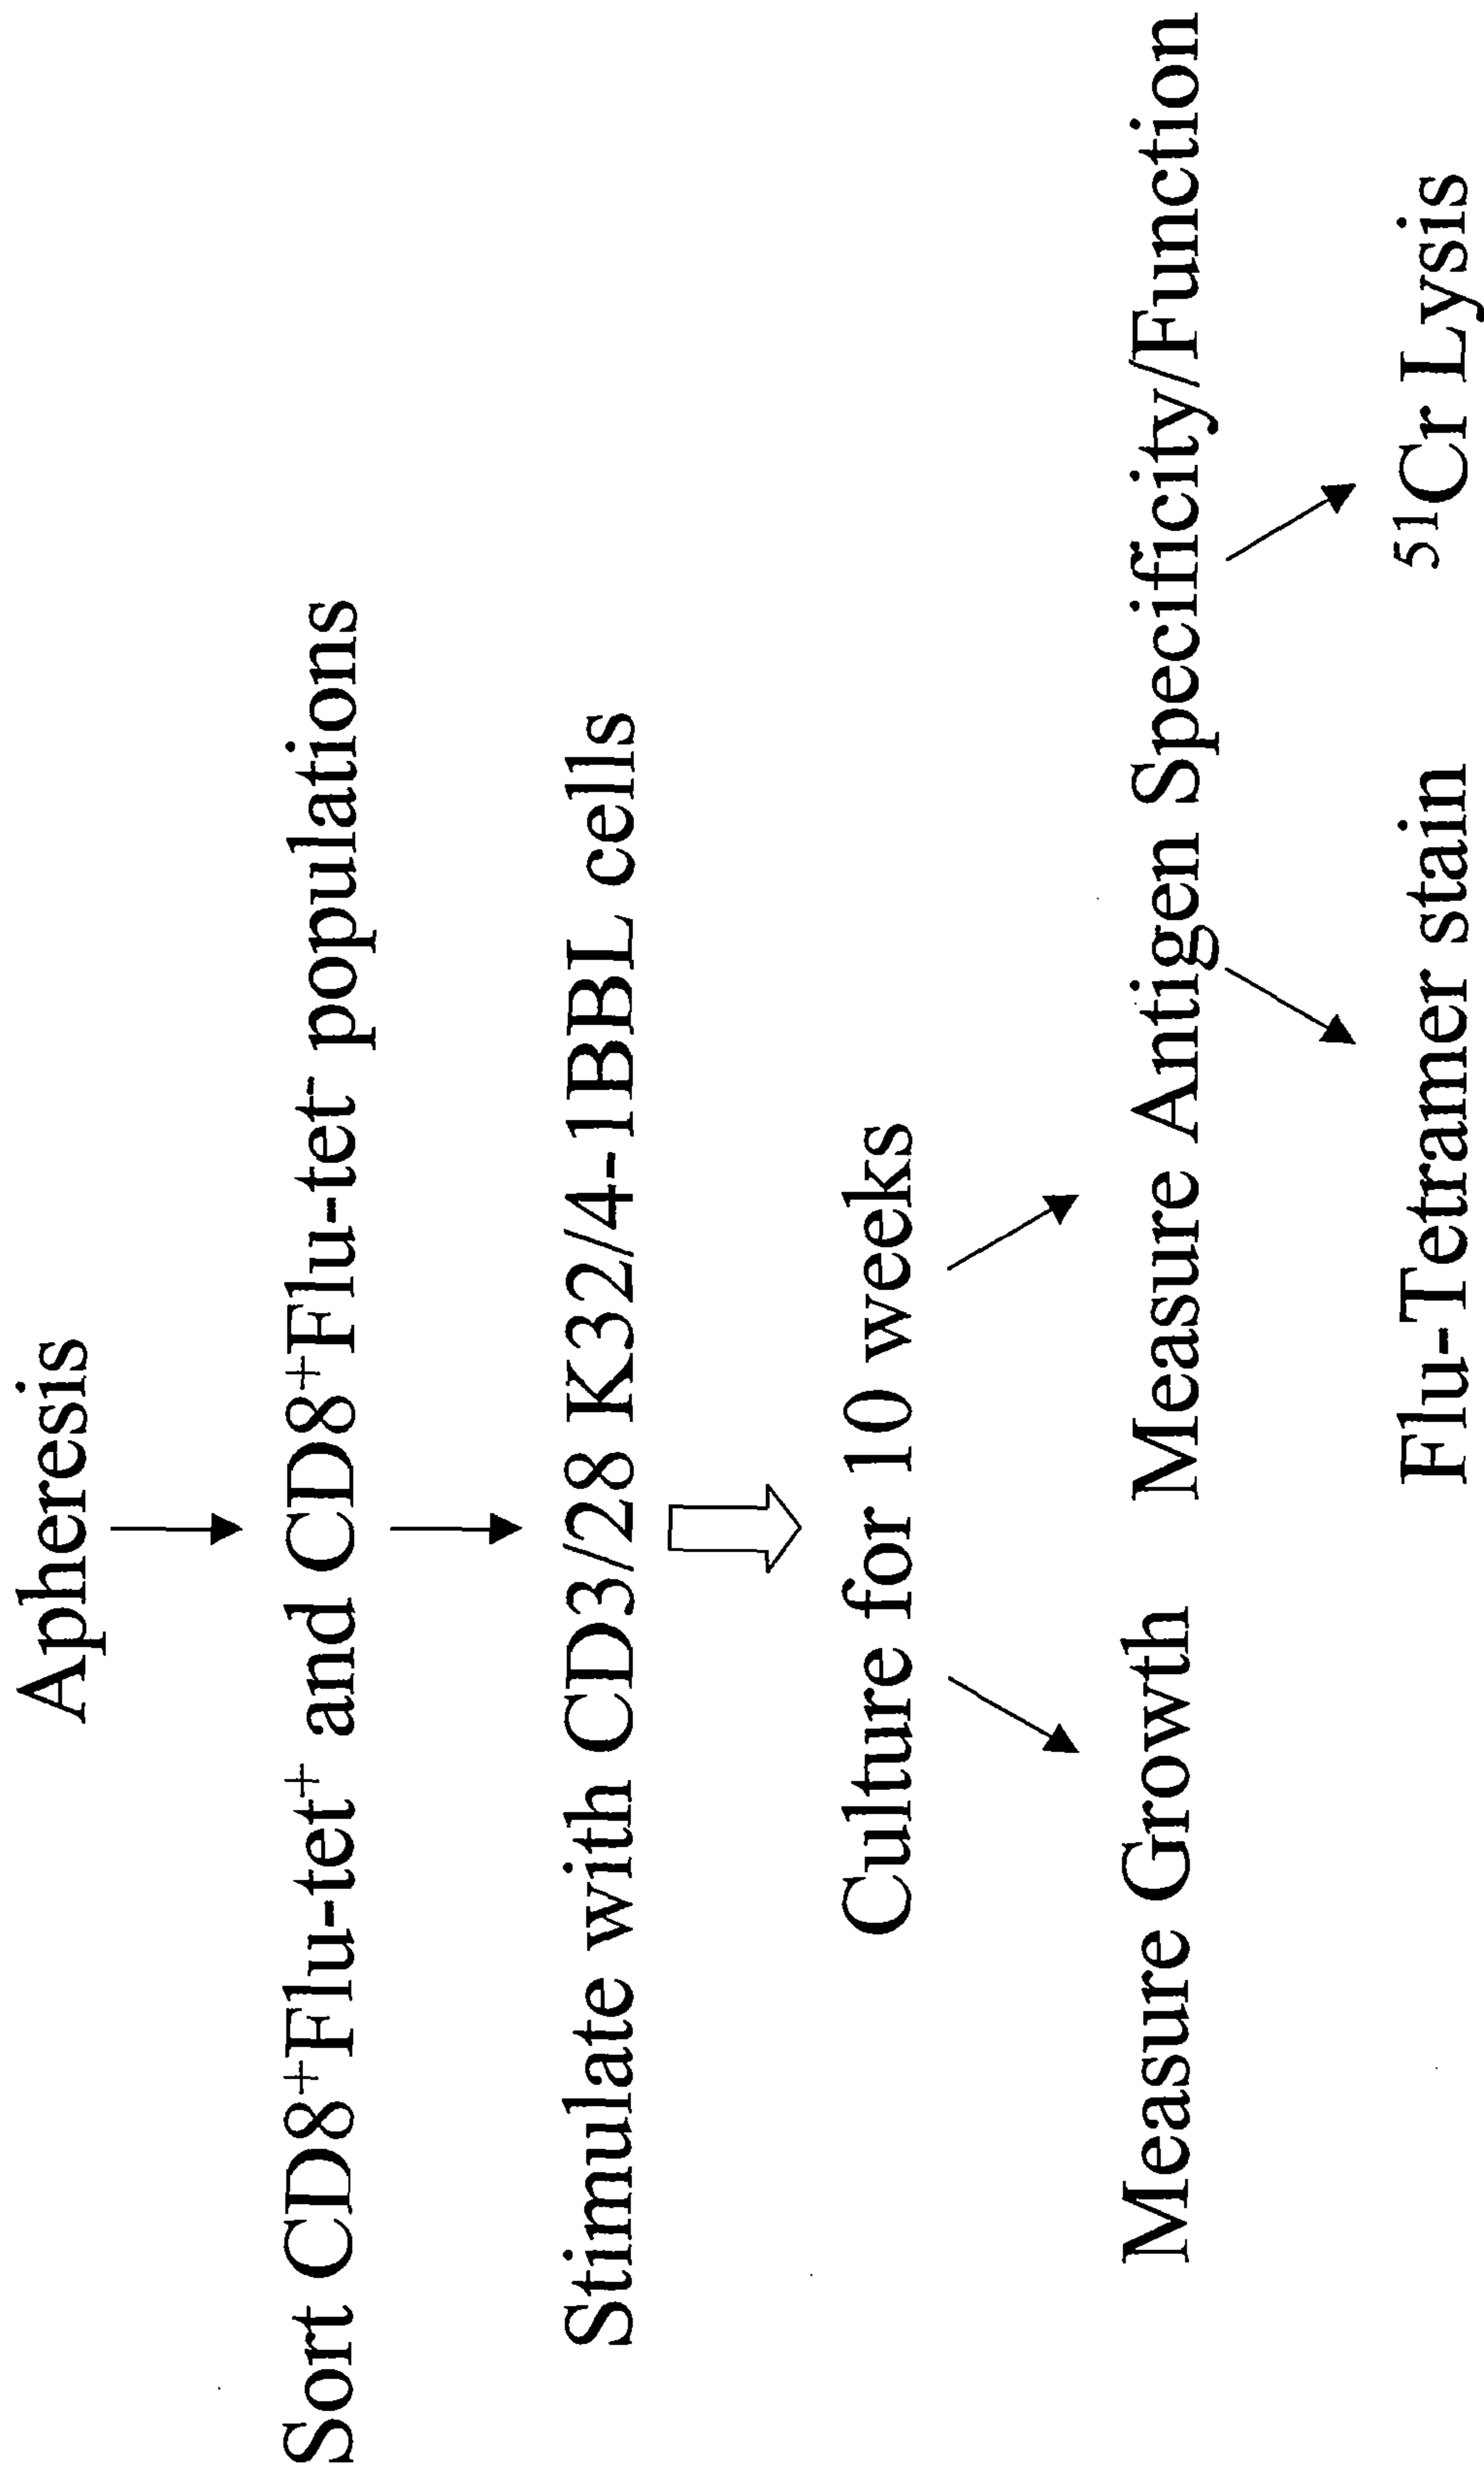 Apheresis
Sort CD8⁺Flu-tet⁺ and CD8⁺Flu-tet⁻ populations
Stimulate with CD3/28 K32/4-1BBL cells
Culture for 10 weeks
Measure Growth Measure Antigen Specificity/Function
Flu-Tetramer stain ⁵¹Cr Lysis